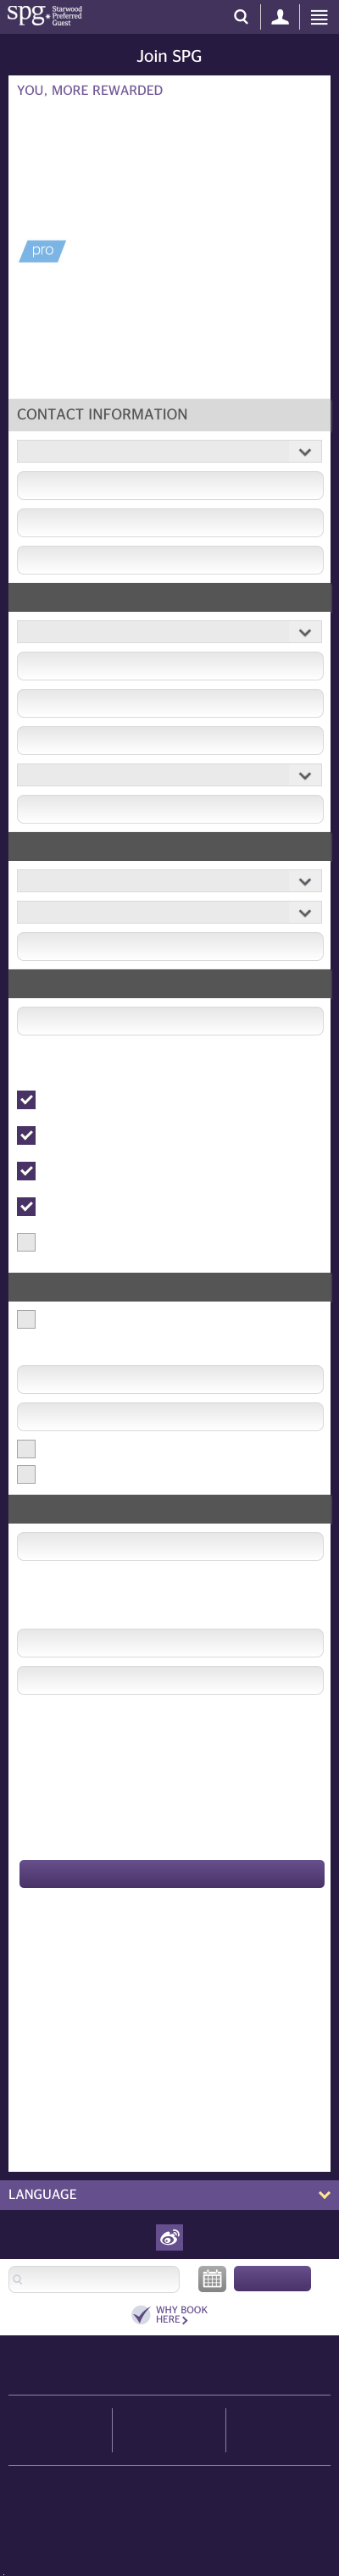 spg. Starwood
Preferred
Guest
Join SPG
YOU, MORE REWARDED
pro
CONTACT INFORMATION
LANGUAGE
WHY BOOK
HERE